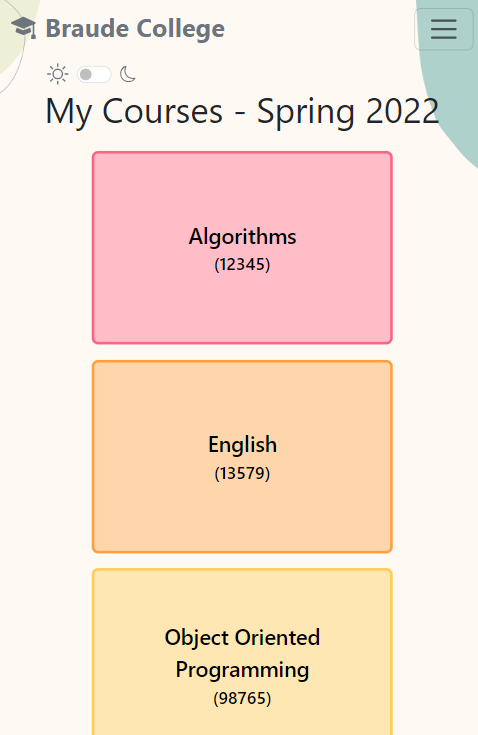 Braude College
My Courses - Spring 2022
Algorithms
(12345)
English
(13579)
Object Oriented
Programming
(98765)